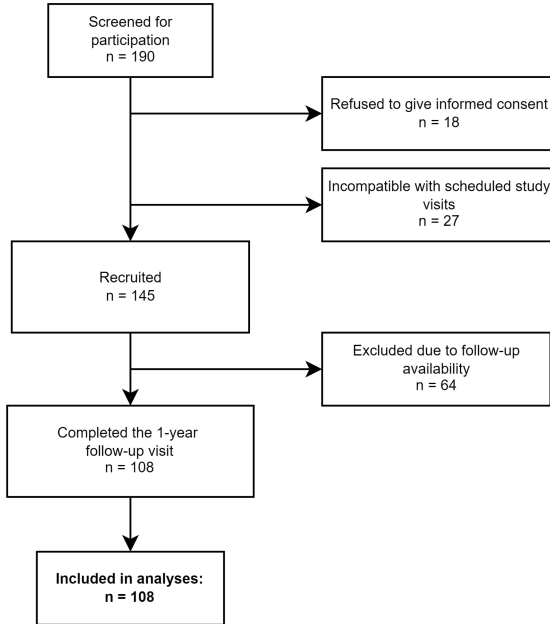 Screened for
participation
n = 190
Refused to give informed consent
n = 18
Incompatible with scheduled study
visits
n = 27
Recruited
n = 145
Excluded due to follow-up
availability
n = 64
Completed the 1-year
follow-up visit
n = 108
Included in analyses:
n = 108